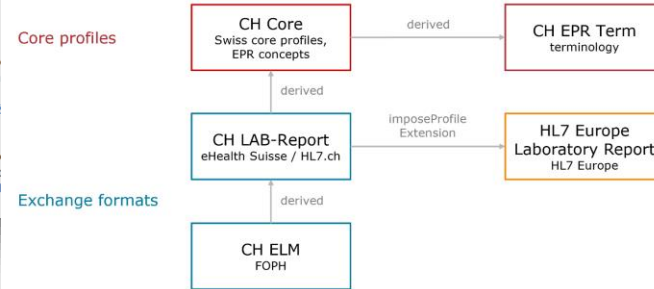 Core profiles
CH Core
Swiss core profiles,
EPR concepts
derived
CH EPR Term
terminology
derived
CH LAB-Report
eHealth Suisse / HL7.ch
imposeProfile
Extension
HL7 Europe
Laboratory Report
HL7 Europe
Exchange formats
derived
CH ELM
FOPH